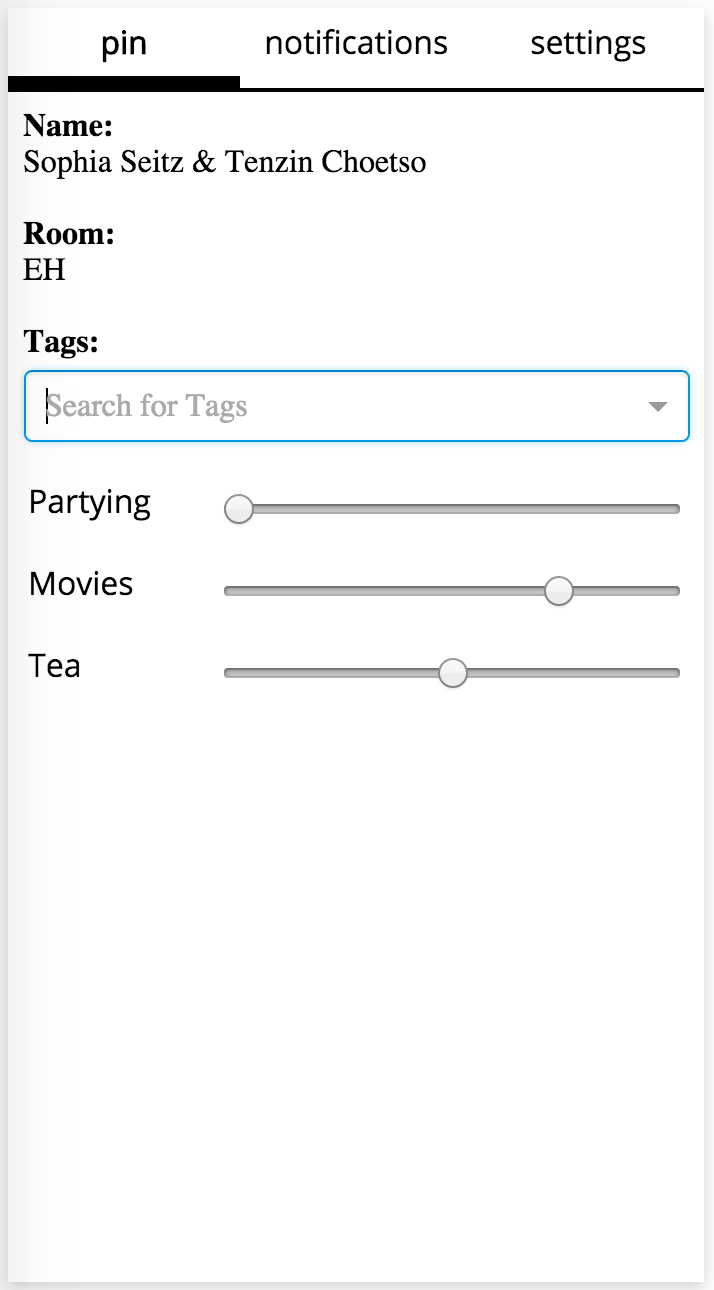 pin notifications settings
Name:
Sophia Seitz & Tenzin Choetso
Room:
EH
Tags:
Search for Tags
Partying
Movies
Tea